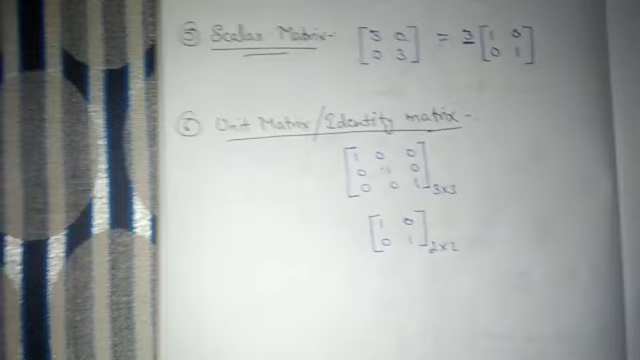 ⑤ Scalar Matrix- [3 0 = 3 [1 0
0 3] 0 1]
⑥ Unit Matrix/Identity matrix-
[1 0 0
0 1 0
0 0 1]3x3
[1 0
0 1]2x2